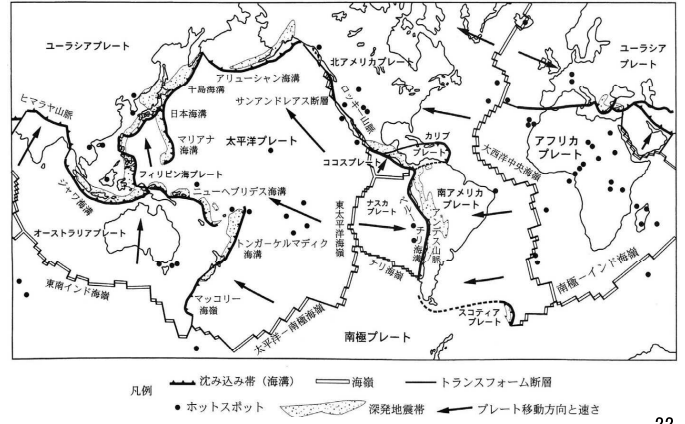 ユーラシアプレート
アリューシャン海溝
北アメリカプレート
ユーラシア
プレート
千島海溝
サンアンドレアス断層
ロッキー山脈
ヒマラヤ山脈
日本海溝
マリアナ
海溝
太平洋プレート
カリブ
プレート
大西洋中央海嶺
アフリカ
プレート
ココスプレート
フィリピン海プレート
ジャワ海溝
ニューヘブリデス海溝
ナスカ
プレート
南アメリカ
プレート
ペルーチリ海溝
アンデス山脈
東太平洋海嶺
オーストラリアプレート
トンガーケルマディク
海溝
チリ海嶺
東南インド海嶺
マッコリー
海嶺
太平洋−南極海嶺
南極−インド海嶺
スコティア
プレート
南極プレート
凡例
沈み込み帯（海溝）
海嶺
トランスフォーム断層
ホットスポット
深発地震帯
プレート移動方向と速さ
22